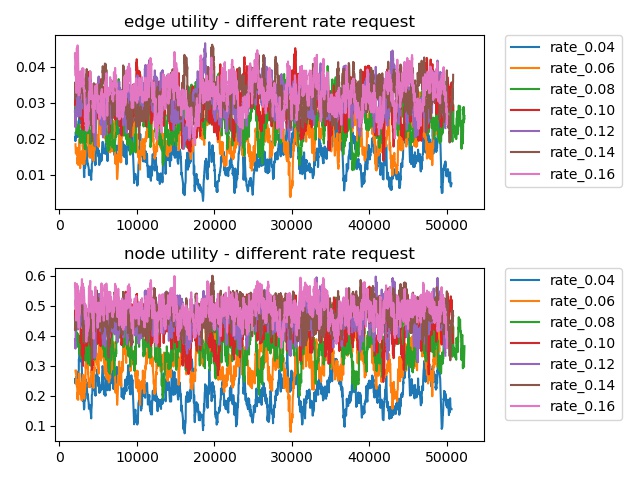 edge utility - different rate request
0.04
0.03
0.02
0.01
0
10000
20000
30000
40000
50000
rate_0.04
rate_0.06
rate_0.08
rate_0.10
rate_0.12
rate_0.14
rate_0.16
node utility - different rate request
0.6
0.5
0.4
0.3
0.2
0.1
0
10000
20000
30000
40000
50000
rate_0.04
rate_0.06
rate_0.08
rate_0.10
rate_0.12
rate_0.14
rate_0.16